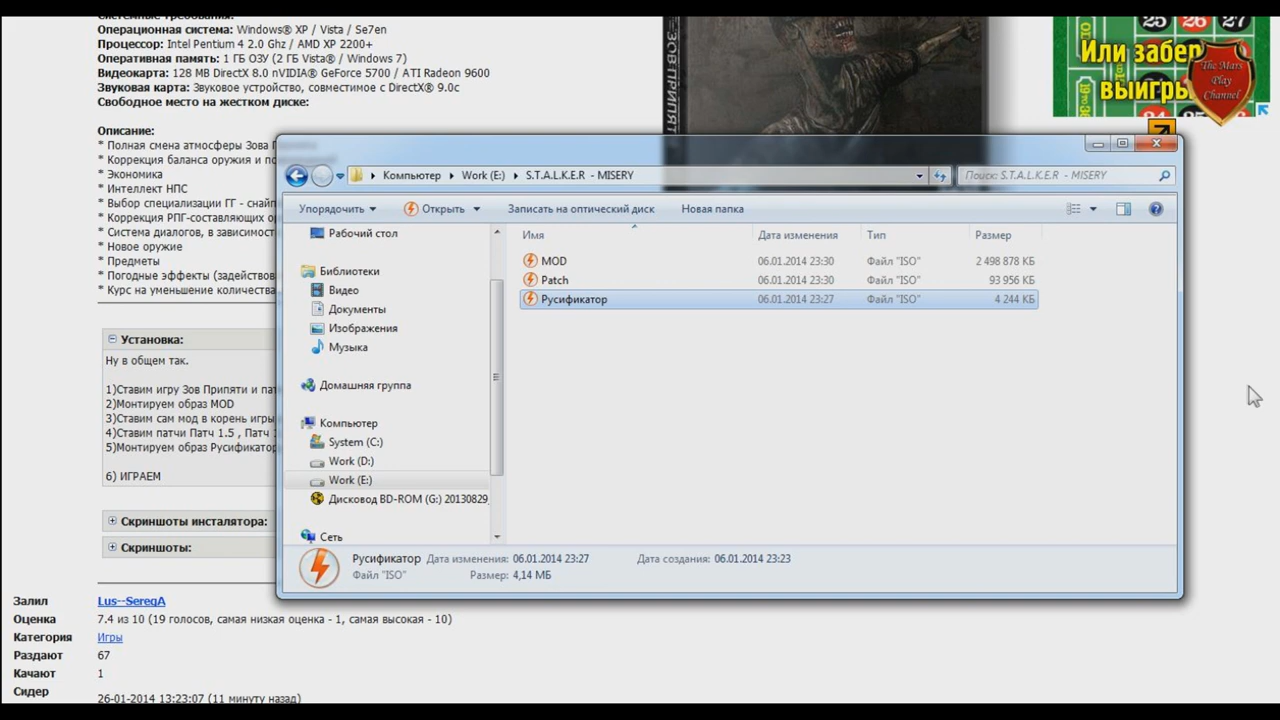 Системные требования:
Операционная система: Windows® XP / Vista / Se7en
Процессор: Intel Pentium 4 2.0 Ghz / AMD XP 2200+
Оперативная память: 1 ГБ ОЗУ (2 ГБ Vista® / Windows 7)
Видеокарта: 128 MB DirectX 8.0 nVIDIA® GeForce 5700 / ATI Radeon 9600
Звуковая карта: Звуковое устройство, совместимое с DirectX® 9.0с
Свободное место на жестком диске:
Описание:
* Полная смена атмосферы Зова
* Коррекция баланса оружия и
* Экономика
* Интеллект НПС
* Выбор специализации ГГ -
* Коррекция РПГ-составляющих
* Система диалогов, в
* Новое оружие
* Предметы
* Погодные эффекты
* Курс на уменьшение количества
Установка:
Ну в общем так.
1)Ставим игру Зов Припяти и
2)Монтируем образ MOD
3)Ставим сам мод в корень игры
4)Ставим патчи Патч 1.5 , Патч
5)Монтируем образ Русификатор
6) ИГРАЕМ
Скриншоты инсталятора:
Скриншоты:
Залил Lus--SeregA
Оценка 7.4 из 10 (19 голосов, самая низкая оценка - 1, самая высокая - 10)
Категория Игры
Раздают 67
Качают 1
Сидер 26-01-2014 13:23:07 (11 минуту назад)
25 26 27
Или
The Mars
Play
Channel
Компьютер Work (E:) S.T.A.L.K.E.R - MISERY
Поиск: S.T.A.L.K.E.R - MISERY
Упорядочить Открыть Записать на оптический диск Новая папка
Рабочий стол
Библиотеки
Видео
Документы
Изображения
Музыка
Домашняя группа
Компьютер
System (C:)
Work (D:)
Work (E:)
Дисковод BD-ROM (G:) 20130829_
Сеть
Имя Дата изменения Тип Размер
MOD 06.01.2014 23:30 Файл "ISO" 2 498 878 КБ
Patch 06.01.2014 23:30 Файл "ISO" 93 956 КБ
Русификатор 06.01.2014 23:27 Файл "ISO" 4 244 КБ
Русификатор Дата изменения: 06.01.2014 23:27 Дата создания: 06.01.2014 23:23
Файл "ISO" Размер: 4,14 МБ